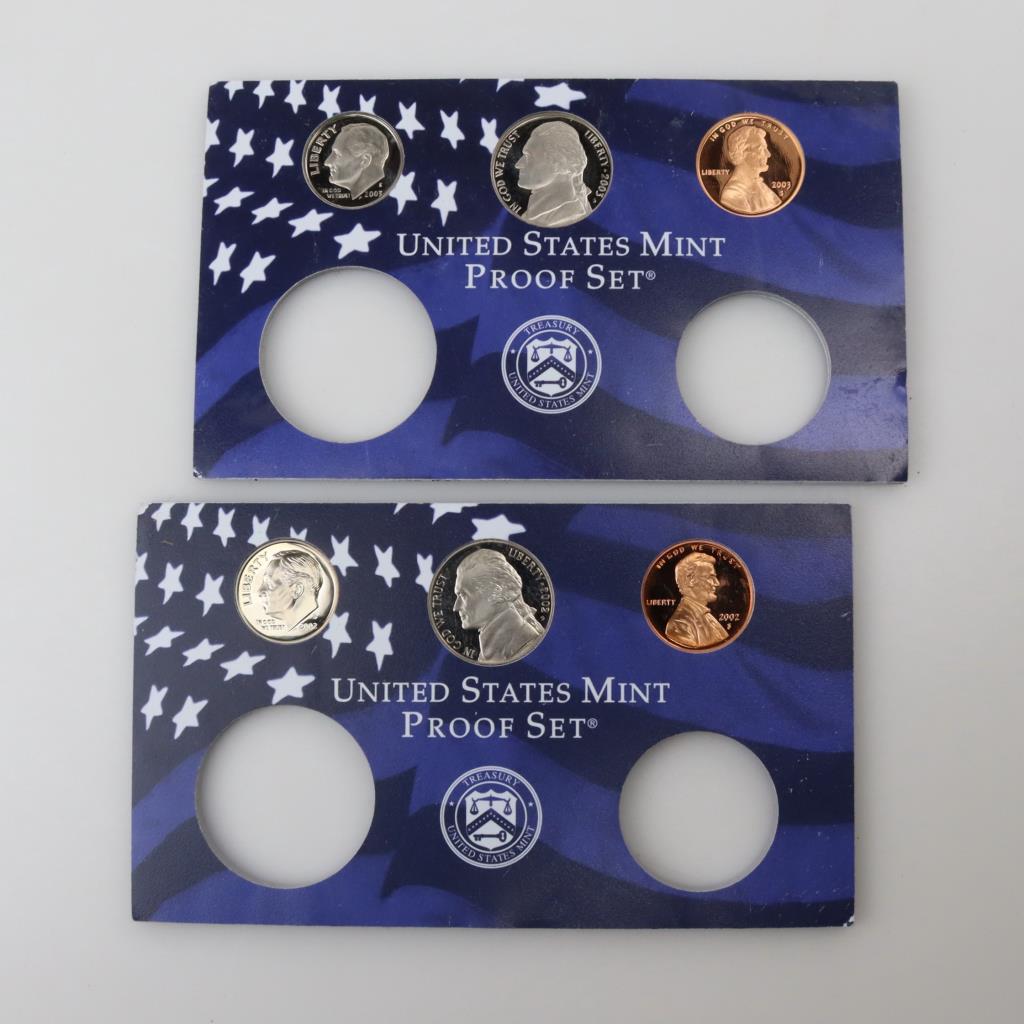 LIBERTY
IN GOD
WE TRUST
S
2003
IN GOD WE TRUST
LIBERTY · 2003
IN GOD WE TRUST
LIBERTY
2003
S
UNITED STATES MINT
PROOF SET®
TREASURY
UNITED STATES MINT
LIBERTY
IN GOD
WE TRUST
2002
IN GOD WE TRUST
LIBERTY · 2002
IN GOD WE TRUST
LIBERTY
2002
S
UNITED STATES MINT
PROOF SET®
TREASURY
UNITED STATES MINT